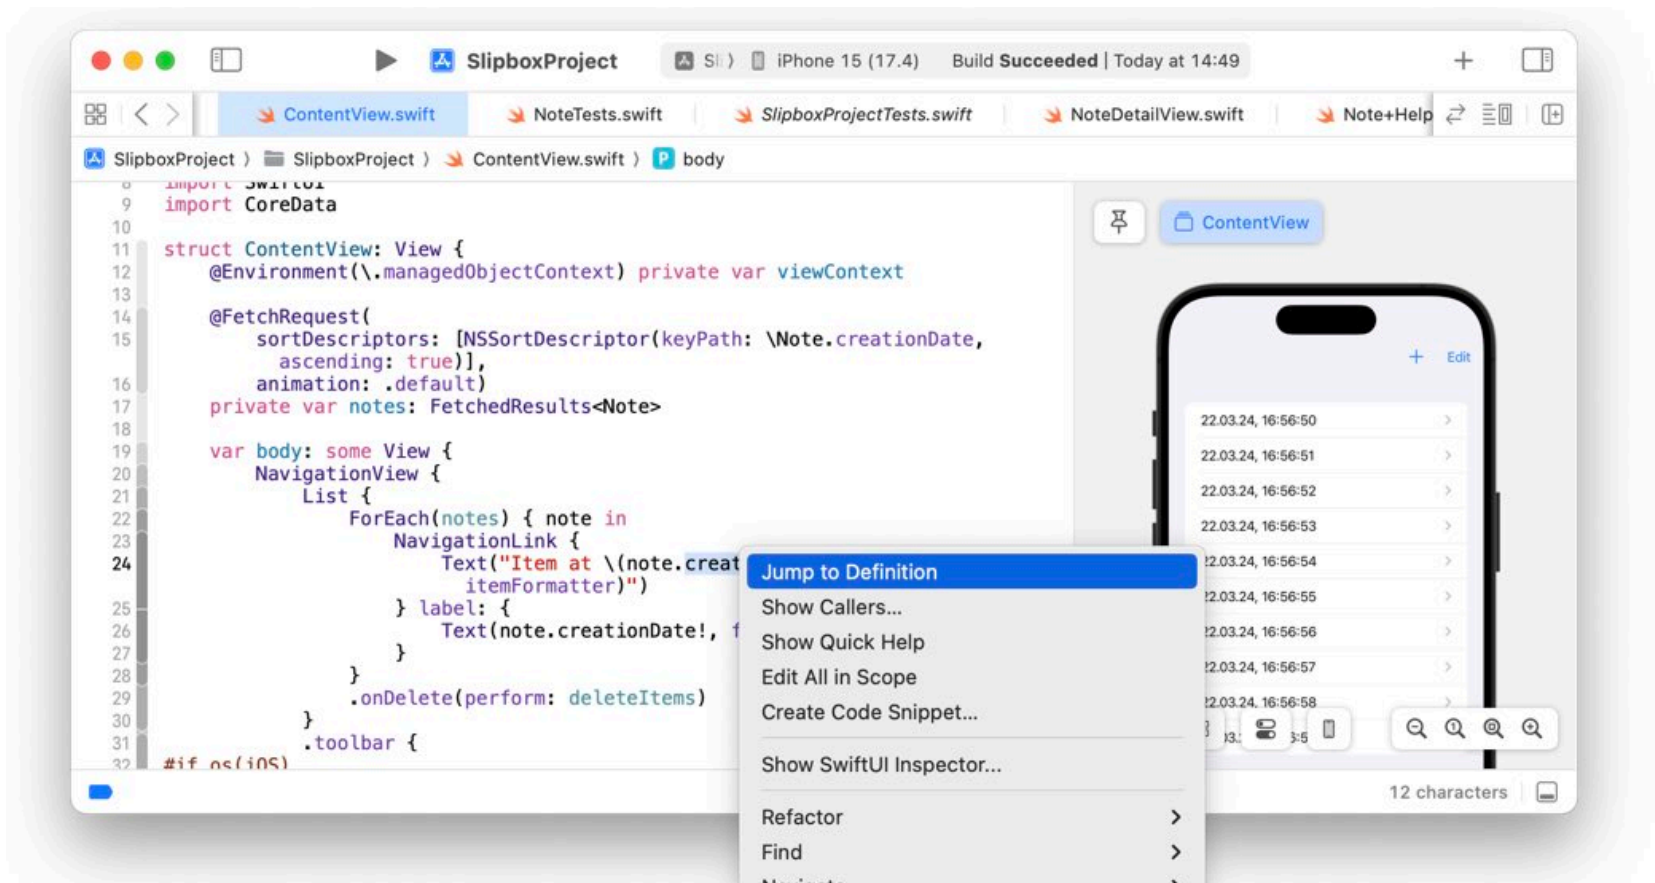 SlipboxProject
iPhone 15 (17.4)
Build Succeeded | Today at 14:49
ContentView.swift
NoteTests.swift
SlipboxProjectTests.swift
NoteDetailView.swift
Note+Help
SlipboxProject
SlipboxProject
ContentView.swift
P
body
8 import SwiftUI
9 import CoreData
10
11 struct ContentView: View {
12 @Environment(\.managedObjectContext) private var viewContext
13
14 @FetchRequest(
15 sortDescriptors: [NSSortDescriptor(keyPath: \Note.creationDate,
ascending: true)],
16 animation: .default)
17 private var notes: FetchedResults<Note>
18
19 var body: some View {
20 NavigationView {
21 List {
22 ForEach(notes) { note in
23 NavigationLink {
24 Text("Item at \(note.creat
itemFormatter)")
25 } label: {
26 Text(note.creationDate!, f
27 }
28 }
29 .onDelete(perform: deleteItems)
30 }
31 .toolbar {
32 #if os(iOS)
Jump to Definition
Show Callers...
Show Quick Help
Edit All in Scope
Create Code Snippet...
Show SwiftUI Inspector...
Refactor
Find
Navigate
ContentView
+ Edit
22.03.24, 16:56:50
22.03.24, 16:56:51
22.03.24, 16:56:52
22.03.24, 16:56:53
22.03.24, 16:56:54
22.03.24, 16:56:55
22.03.24, 16:56:56
22.03.24, 16:56:57
22.03.24, 16:56:58
12 characters